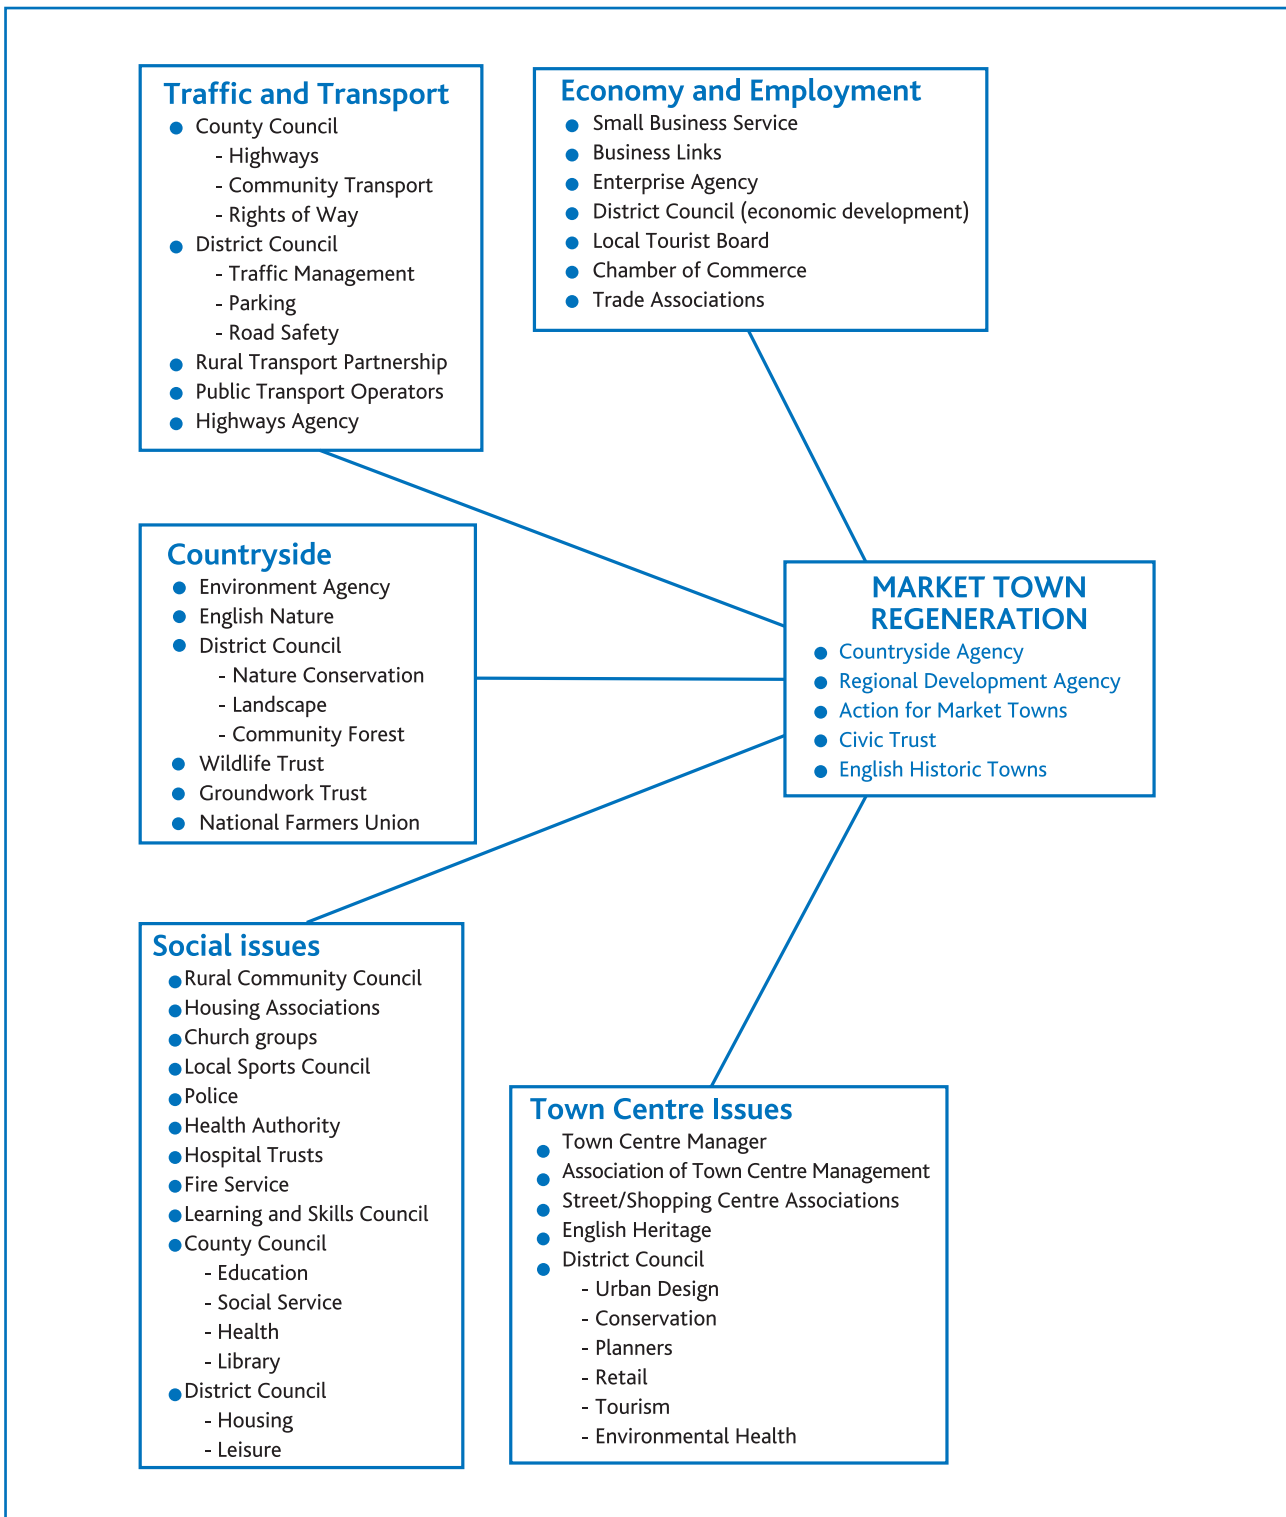 Traffic and Transport
● County Council
- Highways
- Community Transport
- Rights of Way
● District Council
- Traffic Management
- Parking
- Road Safety
● Rural Transport Partnership
● Public Transport Operators
● Highways Agency
Economy and Employment
● Small Business Service
● Business Links
● Enterprise Agency
● District Council (economic development)
● Local Tourist Board
● Chamber of Commerce
● Trade Associations
Countryside
● Environment Agency
● English Nature
● District Council
- Nature Conservation
- Landscape
- Community Forest
● Wildlife Trust
● Groundwork Trust
● National Farmers Union
MARKET TOWN
REGENERATION
● Countryside Agency
● Regional Development Agency
● Action for Market Towns
● Civic Trust
● English Historic Towns
Social issues
● Rural Community Council
● Housing Associations
● Church groups
● Local Sports Council
● Police
● Health Authority
● Hospital Trusts
● Fire Service
● Learning and Skills Council
● County Council
- Education
- Social Service
- Health
- Library
● District Council
- Housing
- Leisure
Town Centre Issues
● Town Centre Manager
● Association of Town Centre Management
● Street/Shopping Centre Associations
● English Heritage
● District Council
- Urban Design
- Conservation
- Planners
- Retail
- Tourism
- Environmental Health